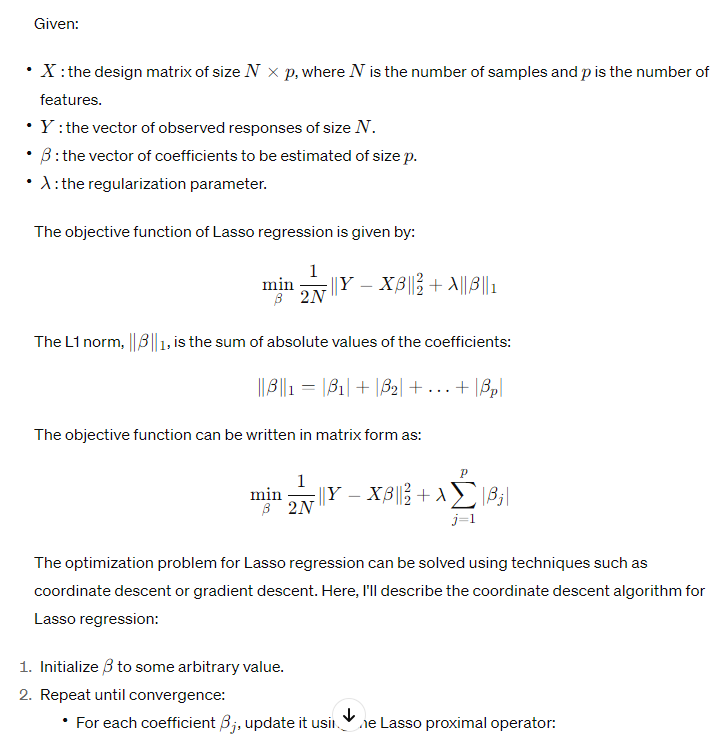 Given:
• X : the design matrix of size N × p, where N is the number of samples and p is the number of
features.
• Y : the vector of observed responses of size N.
• β : the vector of coefficients to be estimated of size p.
• λ : the regularization parameter.
The objective function of Lasso regression is given by:
min_β 1/2N ‖Y − Xβ‖₂² + λ‖β‖₁
The L1 norm, ‖β‖₁, is the sum of absolute values of the coefficients:
‖β‖₁ = |β₁| + |β₂| + … + |βₚ|
The objective function can be written in matrix form as:
min_β 1/2N ‖Y − Xβ‖₂² + λ ∑_{j=1}^{p} |βⱼ|
The optimization problem for Lasso regression can be solved using techniques such as
coordinate descent or gradient descent. Here, I'll describe the coordinate descent algorithm for
Lasso regression:
1. Initialize β to some arbitrary value.
2. Repeat until convergence:
• For each coefficient βⱼ, update it Lasso proximal operator: